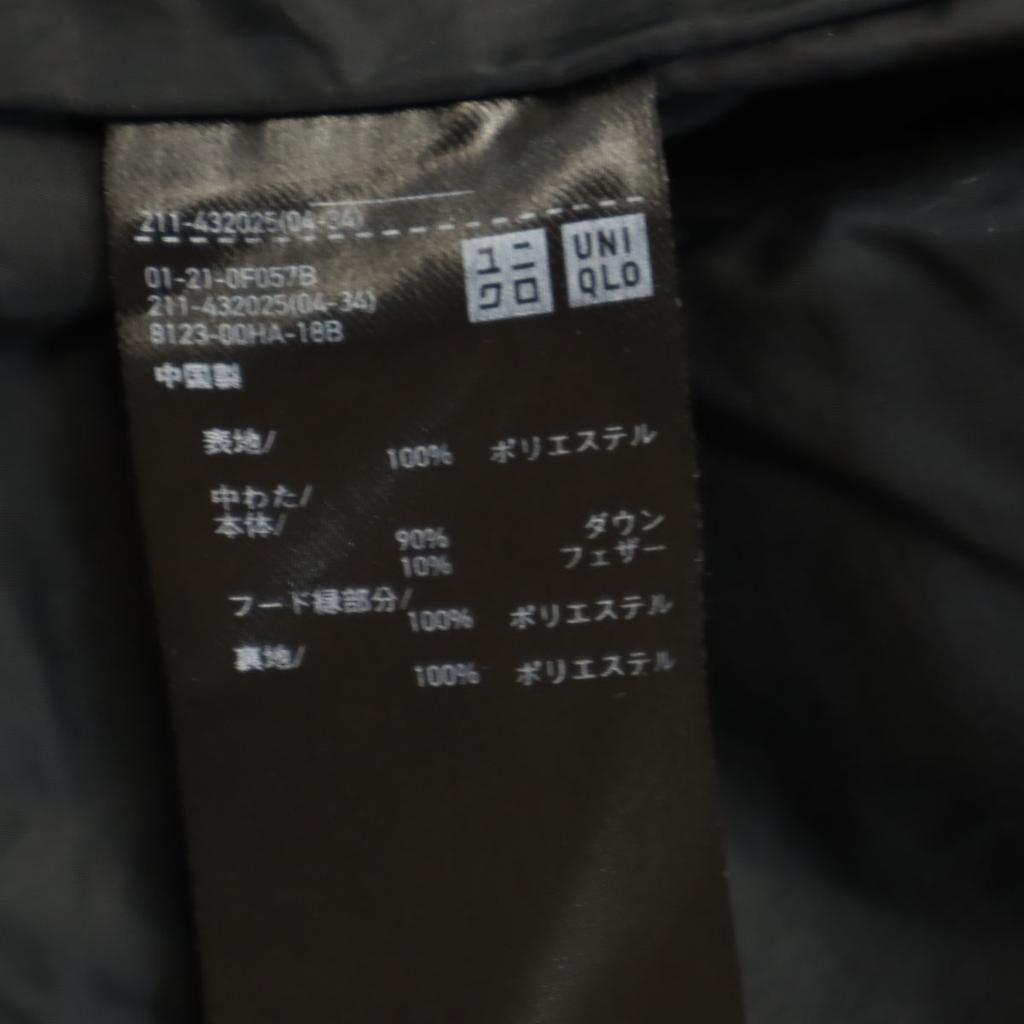 211-432025(04-34)
ユニクロ
UNIQLO
01-21-0F057B
211-432025(04-34)
8123-00HA-18B
中国製
表地/ 100% ポリエステル
中わた/
本体/ 90% ダウン
10% フェザー
フード縁部分/ 100% ポリエステル
裏地/ 100% ポリエステル